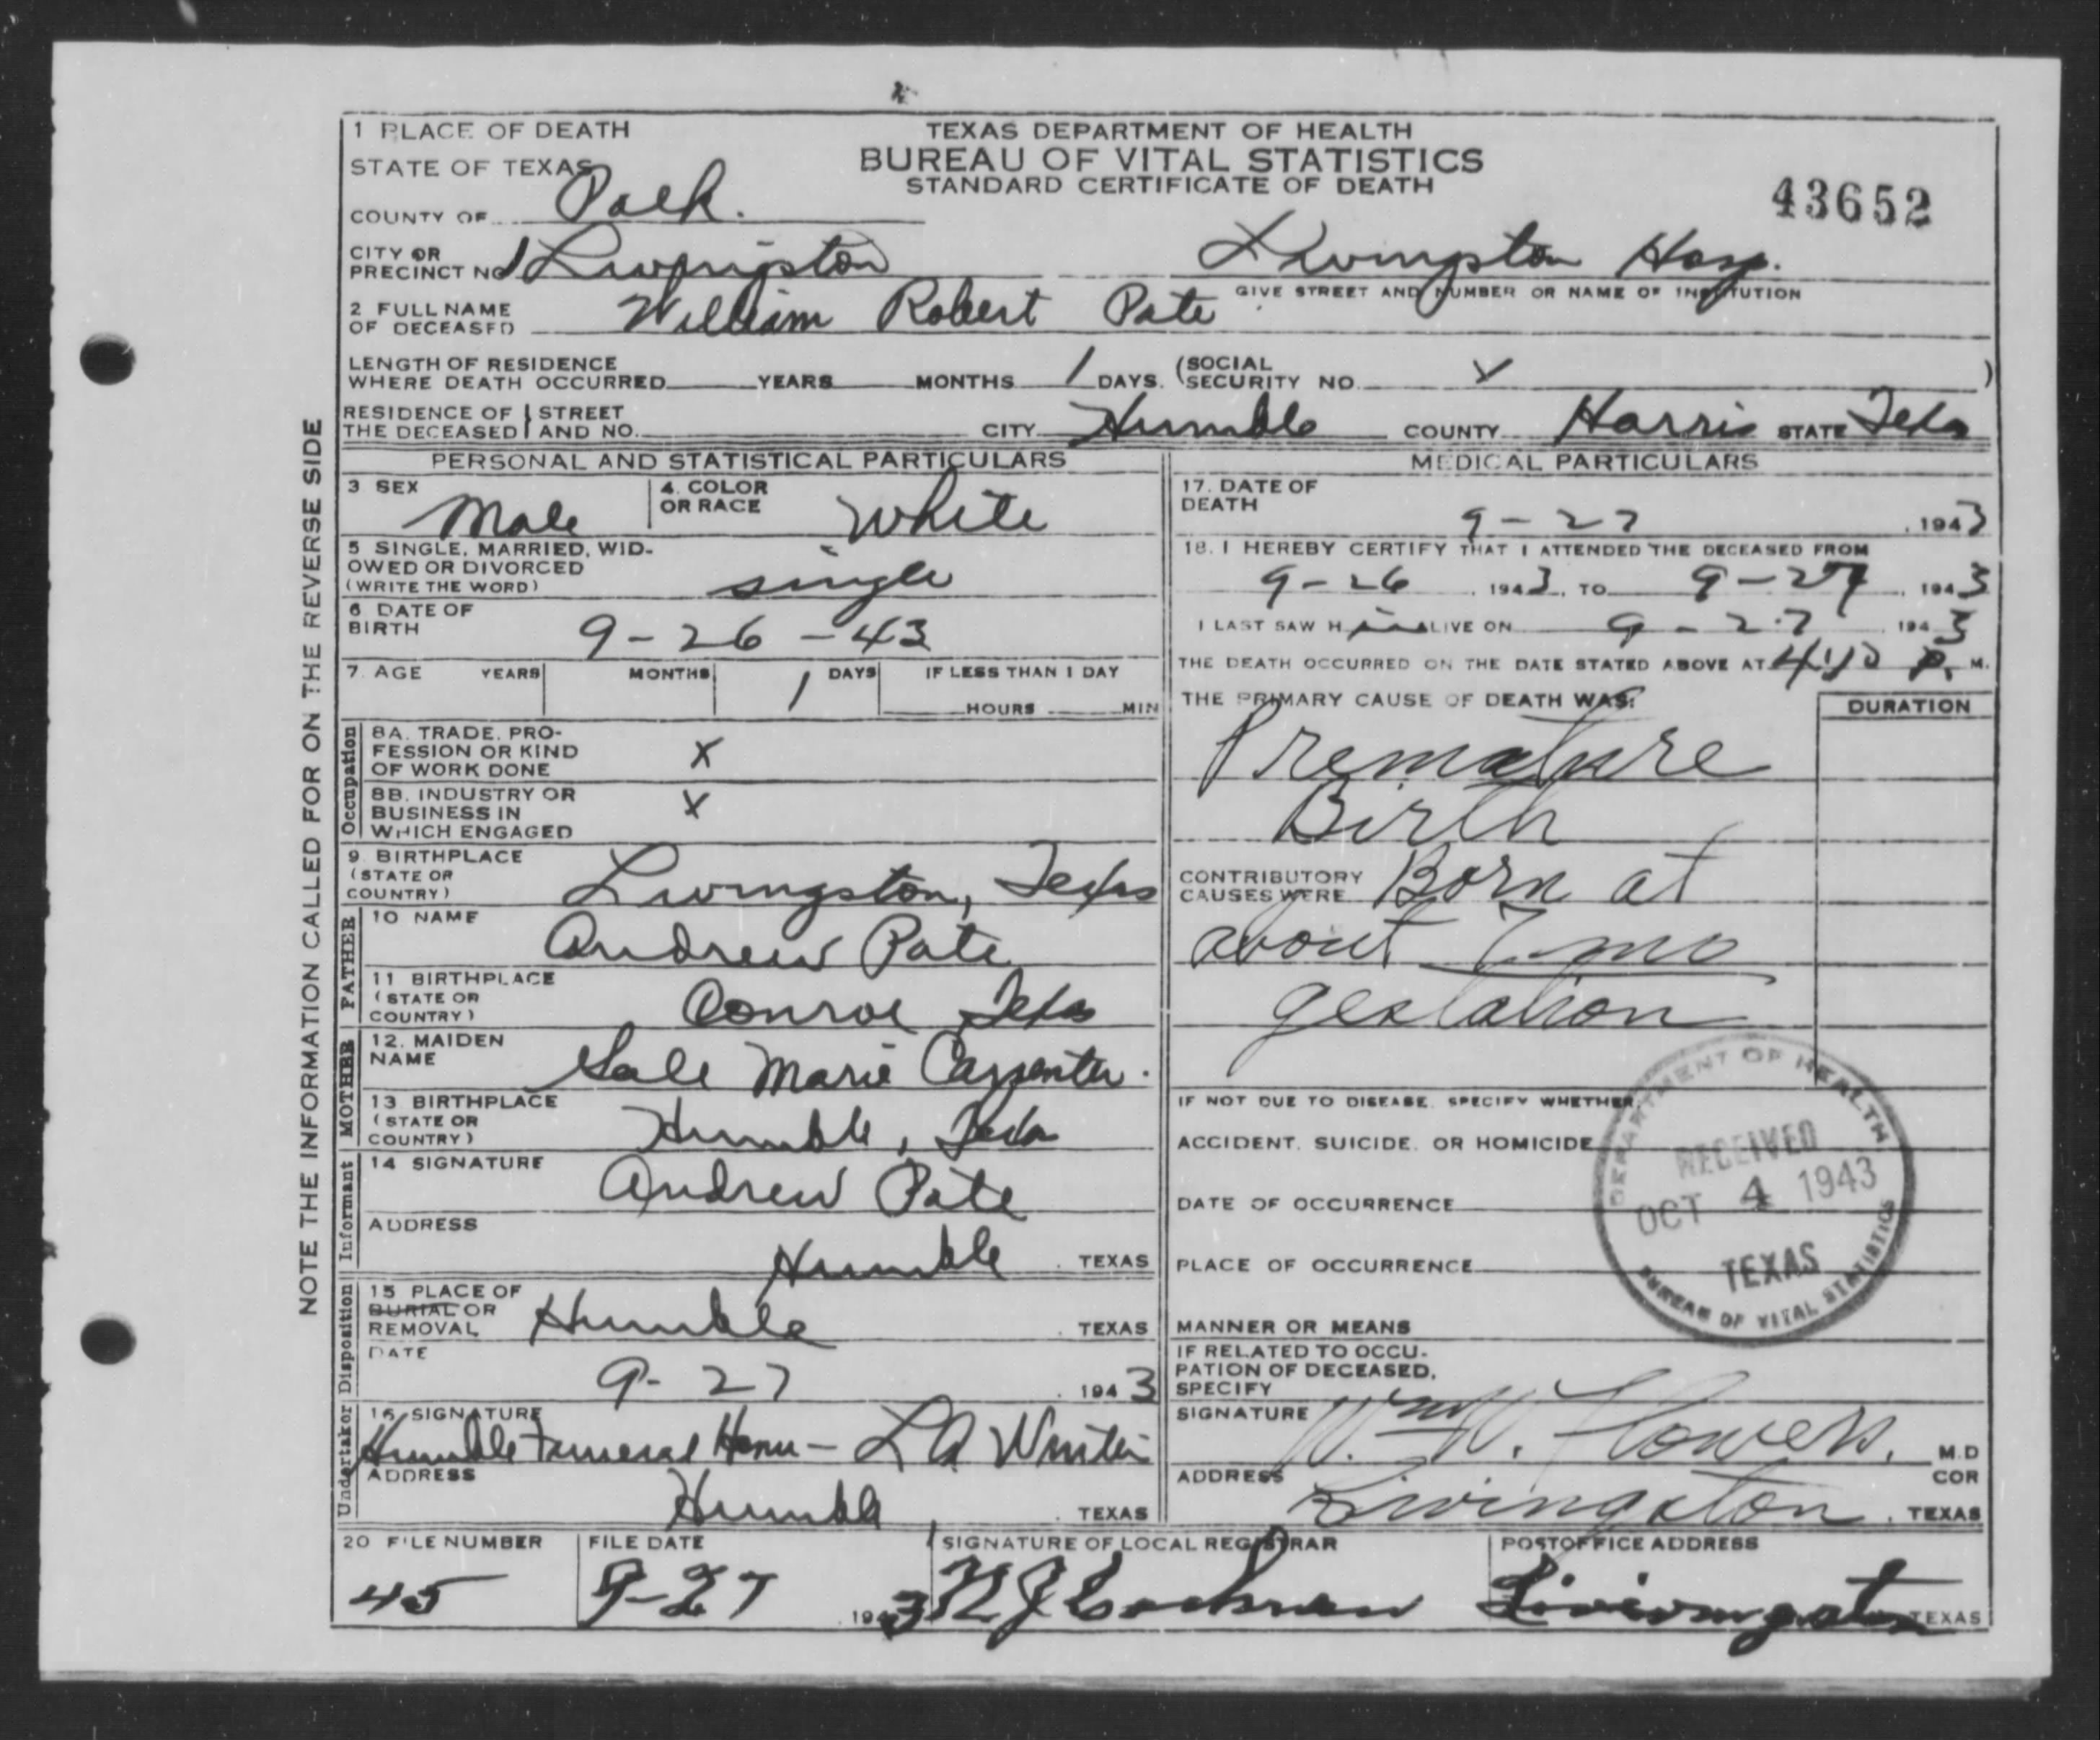 1 PLACE OF DEATH
STATE OF TEXAS
TEXAS DEPARTMENT OF HEALTH
BUREAU OF VITAL STATISTICS
STANDARD CERTIFICATE OF DEATH
43652
COUNTY OF Polk.
CITY OR PRECINCT NO 1 Livingston
Livingston Hosp.
GIVE STREET AND NUMBER OR NAME OF INSTITUTION
2 FULL NAME OF DECEASED William Robert Pate
LENGTH OF RESIDENCE
WHERE DEATH OCCURRED YEARS MONTHS 1 DAYS. (SOCIAL SECURITY NO. )
RESIDENCE OF THE DECEASED STREET AND NO. CITY Humble COUNTY Harris STATE Texas
NOTE THE INFORMATION CALLED FOR ON THE REVERSE SIDE
PERSONAL AND STATISTICAL PARTICULARS
3 SEX Male
4. COLOR OR RACE White
5 SINGLE, MARRIED, WIDOWED OR DIVORCED
(WRITE THE WORD) single
6 DATE OF BIRTH 9-26-43
7. AGE YEARS MONTHS 1 DAYS IF LESS THAN 1 DAY
HOURS MIN
Occupation
8A. TRADE, PROFESSION OR KIND OF WORK DONE X
8B. INDUSTRY OR BUSINESS IN WHICH ENGAGED X
9. BIRTHPLACE
(STATE OR COUNTRY) Livingston, Texas
FATHER
10 NAME Andrew Pate
11 BIRTHPLACE
(STATE OR COUNTRY) Conroe Texas
MOTHER
12. MAIDEN NAME Marie Carpenter.
13 BIRTHPLACE
(STATE OR COUNTRY) Humble, Texas
Informant
14 SIGNATURE Andrew Pate
ADDRESS
Humble TEXAS
Disposition
15 PLACE OF BURIAL OR REMOVAL Humble TEXAS
DATE 9-27 1943
Undertaker
16. SIGNATURE
Humble Funeral Home -
ADDRESS
Humble, TEXAS
MEDICAL PARTICULARS
17. DATE OF DEATH 9-27, 1943
18. I HEREBY CERTIFY THAT I ATTENDED THE DECEASED FROM
9-26, 1943, TO 9-27, 1943
I LAST SAW H im ALIVE ON 9-27 1943
THE DEATH OCCURRED ON THE DATE STATED ABOVE AT 4:10 P. M.
THE PRIMARY CAUSE OF DEATH WAS: DURATION
Premature
Birth
CONTRIBUTORY CAUSES WERE Born at
about 7 mo
gestation
IF NOT DUE TO DISEASE, SPECIFY WHETHER
ACCIDENT, SUICIDE, OR HOMICIDE
DATE OF OCCURRENCE
PLACE OF OCCURRENCE
MANNER OR MEANS
IF RELATED TO OCCUPATION OF DECEASED, SPECIFY
DEPARTMENT OF HEALTH
RECEIVED
OCT 4 1943
TEXAS
BUREAU OF VITAL STATISTICS
SIGNATURE Wm W. Flowers, M.D
COR
ADDRESS Livingston, TEXAS
20 FILE NUMBER 45
FILE DATE 9-27 1943
SIGNATURE OF LOCAL REGISTRAR Cochran
POSTOFFICE ADDRESS Livingston TEXAS